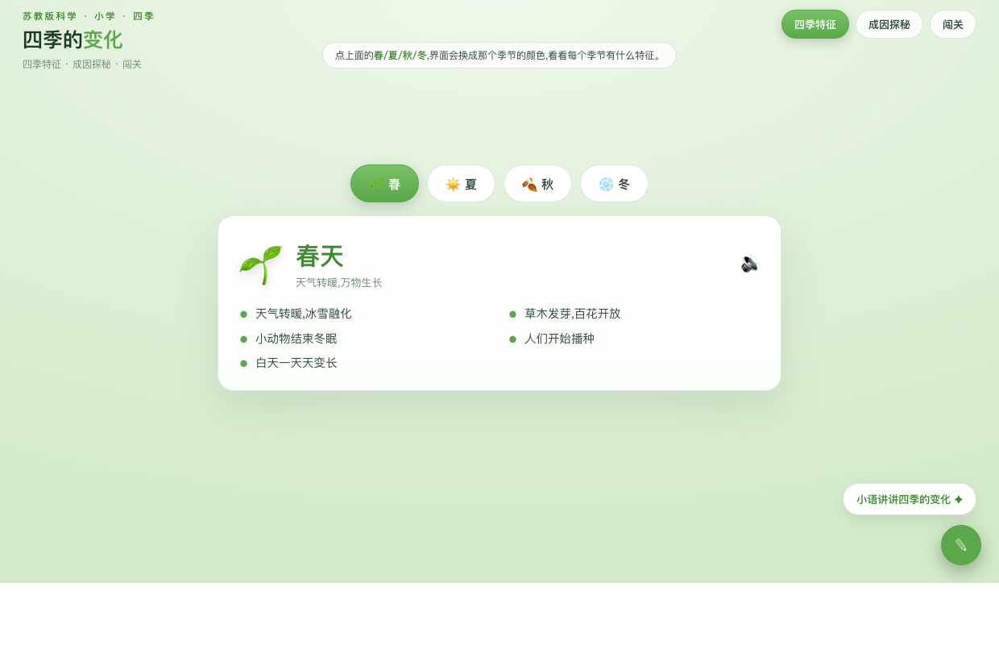 苏教版科学 · 小学 · 四季
四季的变化
四季特征 · 成因探秘 · 闯关
四季特征
成因探秘
闯关
点上面的春/夏/秋/冬,界面会换成那个季节的颜色,看看每个季节有什么特征。
春
夏
秋
冬
春天
天气转暖,万物生长
天气转暖,冰雪融化
草木发芽,百花开放
小动物结束冬眠
人们开始播种
白天一天天变长
小语讲讲四季的变化 ✦